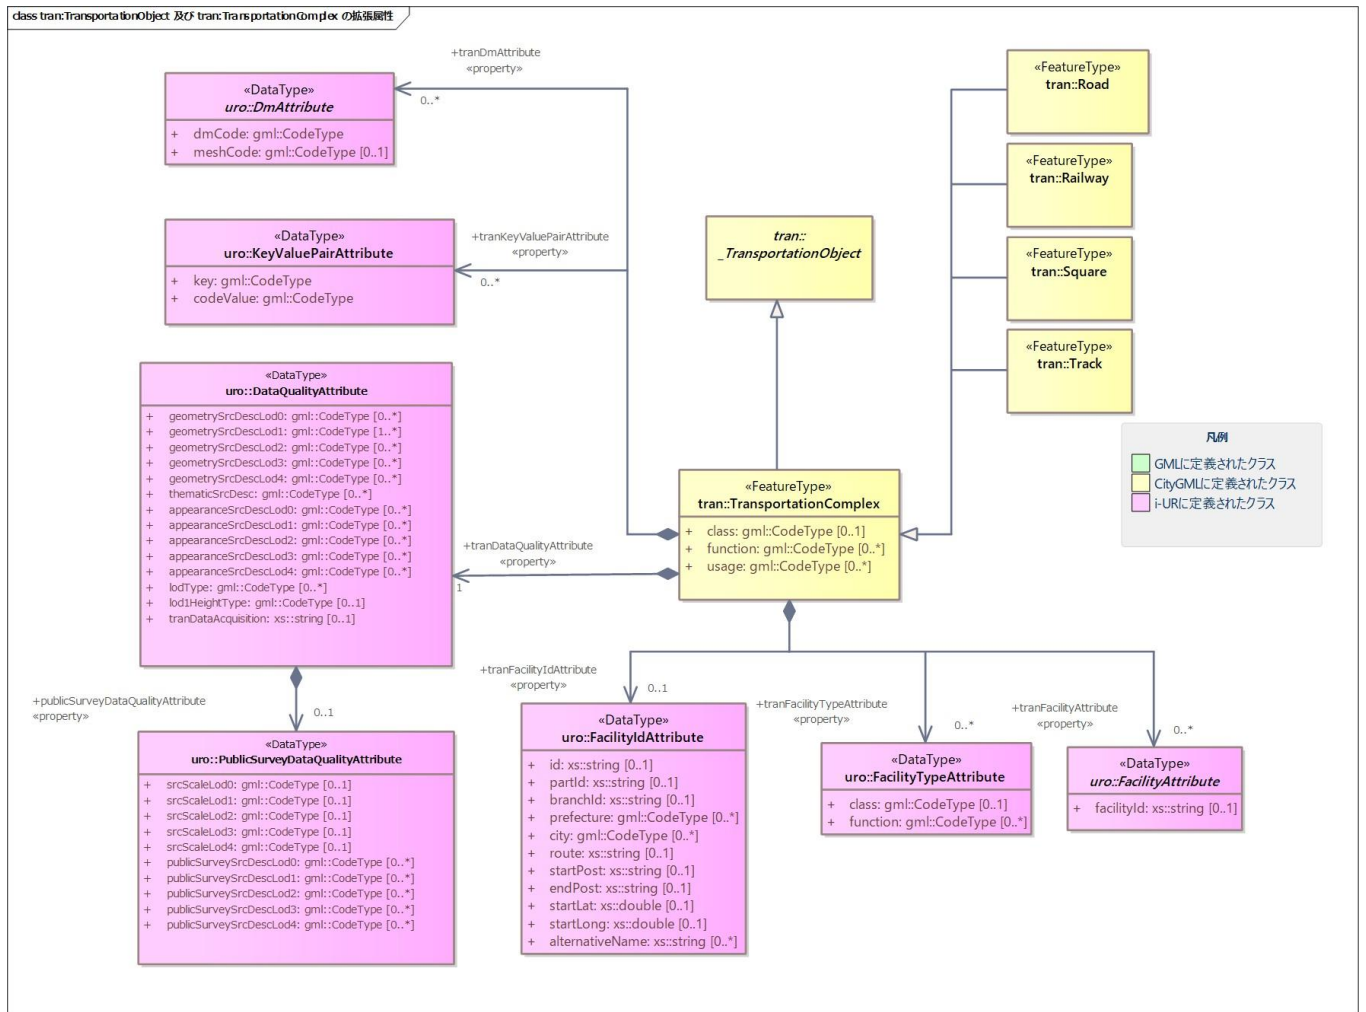 class tran:TransportationObject 及び tran:TransportationComplex の拡張属性
+tranDmAttribute
«property»
0..*
«DataType»
uro::DmAttribute
+ dmCode: gml::CodeType
+ meshCode: gml::CodeType [0..1]
«FeatureType»
tran::Road
«FeatureType»
tran::Railway
«FeatureType»
tran::Square
«FeatureType»
tran::Track
+tranKeyValuePairAttribute
«property»
0..*
«DataType»
uro::KeyValuePairAttribute
+ key: gml::CodeType
+ codeValue: gml::CodeType
tran::
_TransportationObject
«DataType»
uro::DataQualityAttribute
+ geometrySrcDescLod0: gml::CodeType [0..*]
+ geometrySrcDescLod1: gml::CodeType [1..*]
+ geometrySrcDescLod2: gml::CodeType [0..*]
+ geometrySrcDescLod3: gml::CodeType [0..*]
+ geometrySrcDescLod4: gml::CodeType [0..*]
+ thematicSrcDesc: gml::CodeType [0..*]
+ appearanceSrcDescLod0: gml::CodeType [0..*]
+ appearanceSrcDescLod1: gml::CodeType [0..*]
+ appearanceSrcDescLod2: gml::CodeType [0..*]
+ appearanceSrcDescLod3: gml::CodeType [0..*]
+ appearanceSrcDescLod4: gml::CodeType [0..*]
+ lodType: gml::CodeType [0..*]
+ lod1HeightType: gml::CodeType [0..1]
+ tranDataAcquisition: xs::string [0..1]
凡例
GMLに定義されたクラス
CityGMLに定義されたクラス
i-URに定義されたクラス
«FeatureType»
tran::TransportationComplex
+ class: gml::CodeType [0..1]
+ function: gml::CodeType [0..*]
+ usage: gml::CodeType [0..*]
+tranDataQualityAttribute
«property»
1
+publicSurveyDataQualityAttribute
«property»
0..1
«DataType»
uro::PublicSurveyDataQualityAttribute
+ srcScaleLod0: gml::CodeType [0..1]
+ srcScaleLod1: gml::CodeType [0..1]
+ srcScaleLod2: gml::CodeType [0..1]
+ srcScaleLod3: gml::CodeType [0..1]
+ srcScaleLod4: gml::CodeType [0..1]
+ publicSurveySrcDescLod0: gml::CodeType [0..*]
+ publicSurveySrcDescLod1: gml::CodeType [0..*]
+ publicSurveySrcDescLod2: gml::CodeType [0..*]
+ publicSurveySrcDescLod3: gml::CodeType [0..*]
+ publicSurveySrcDescLod4: gml::CodeType [0..*]
+tranFacilityIdAttribute
«property»
0..1
«DataType»
uro::FacilityIdAttribute
+ id: xs::string [0..1]
+ partId: xs::string [0..1]
+ branchId: xs::string [0..1]
+ prefecture: gml::CodeType [0..*]
+ city: gml::CodeType [0..*]
+ route: xs::string [0..1]
+ startPost: xs::string [0..1]
+ endPost: xs::string [0..1]
+ startLat: xs::double [0..1]
+ startLong: xs::double [0..1]
+ alternativeName: xs::string [0..*]
+tranFacilityTypeAttribute
«property»
0..*
«DataType»
uro::FacilityTypeAttribute
+ class: gml::CodeType [0..1]
+ function: gml::CodeType [0..*]
+tranFacilityAttribute
«property»
0..*
«DataType»
uro::FacilityAttribute
+ facilityId: xs::string [0..1]